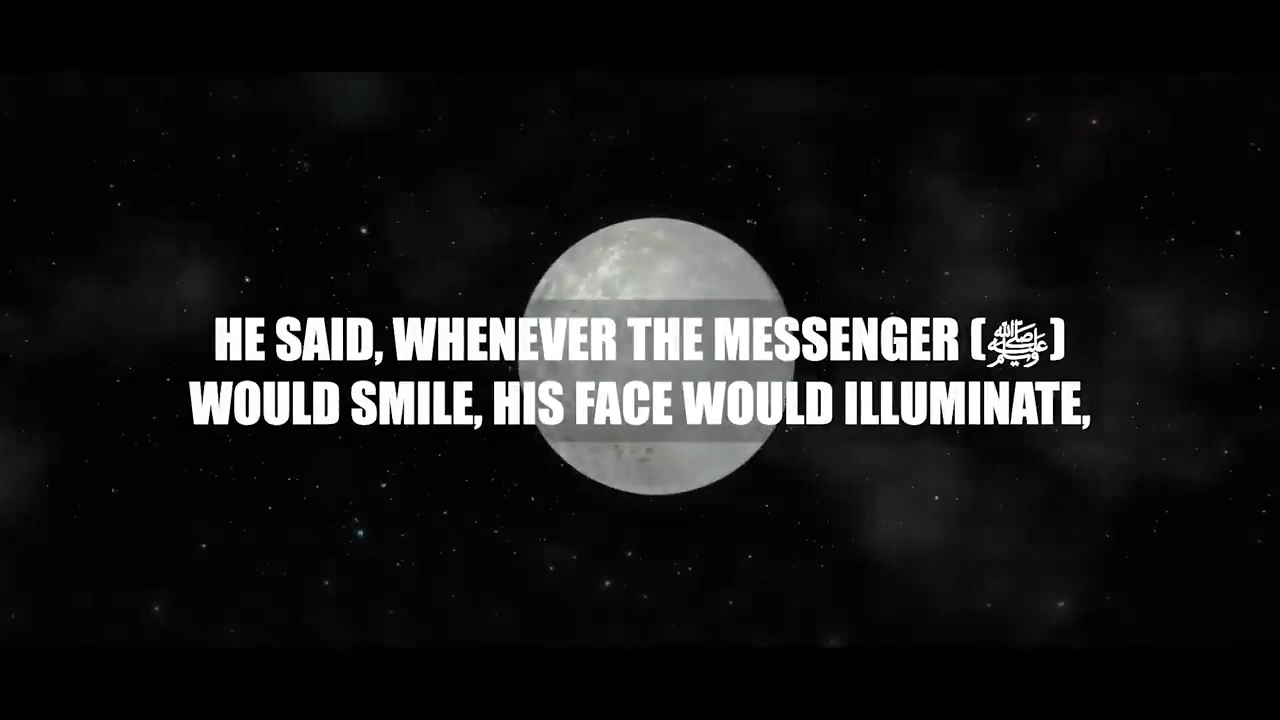 HE SAID, WHENEVER THE MESSENGER (ﷺ)
WOULD SMILE, HIS FACE WOULD ILLUMINATE,